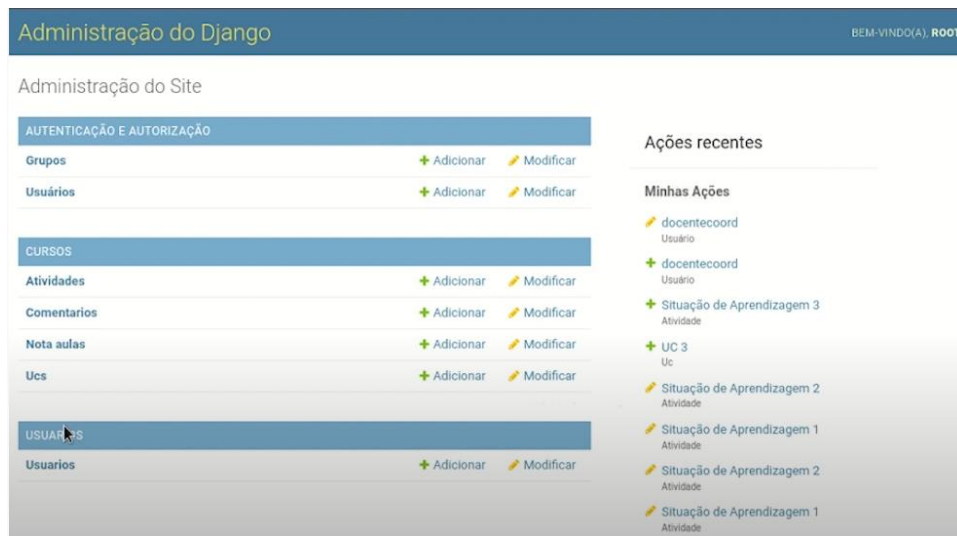 Administração do Django
BEM-VINDO(A), ROOT
Administração do Site
AUTENTICAÇÃO E AUTORIZAÇÃO
Grupos Adicionar Modificar
Usuários Adicionar Modificar
CURSOS
Atividades Adicionar Modificar
Comentarios Adicionar Modificar
Nota aulas Adicionar Modificar
Ucs Adicionar Modificar
USUARIOS
Usuarios Adicionar Modificar
Ações recentes
Minhas Ações
docentecoord
Usuário
docentecoord
Usuário
Situação de Aprendizagem 3
Atividade
UC 3
Uc
Situação de Aprendizagem 2
Atividade
Situação de Aprendizagem 1
Atividade
Situação de Aprendizagem 2
Atividade
Situação de Aprendizagem 1
Atividade